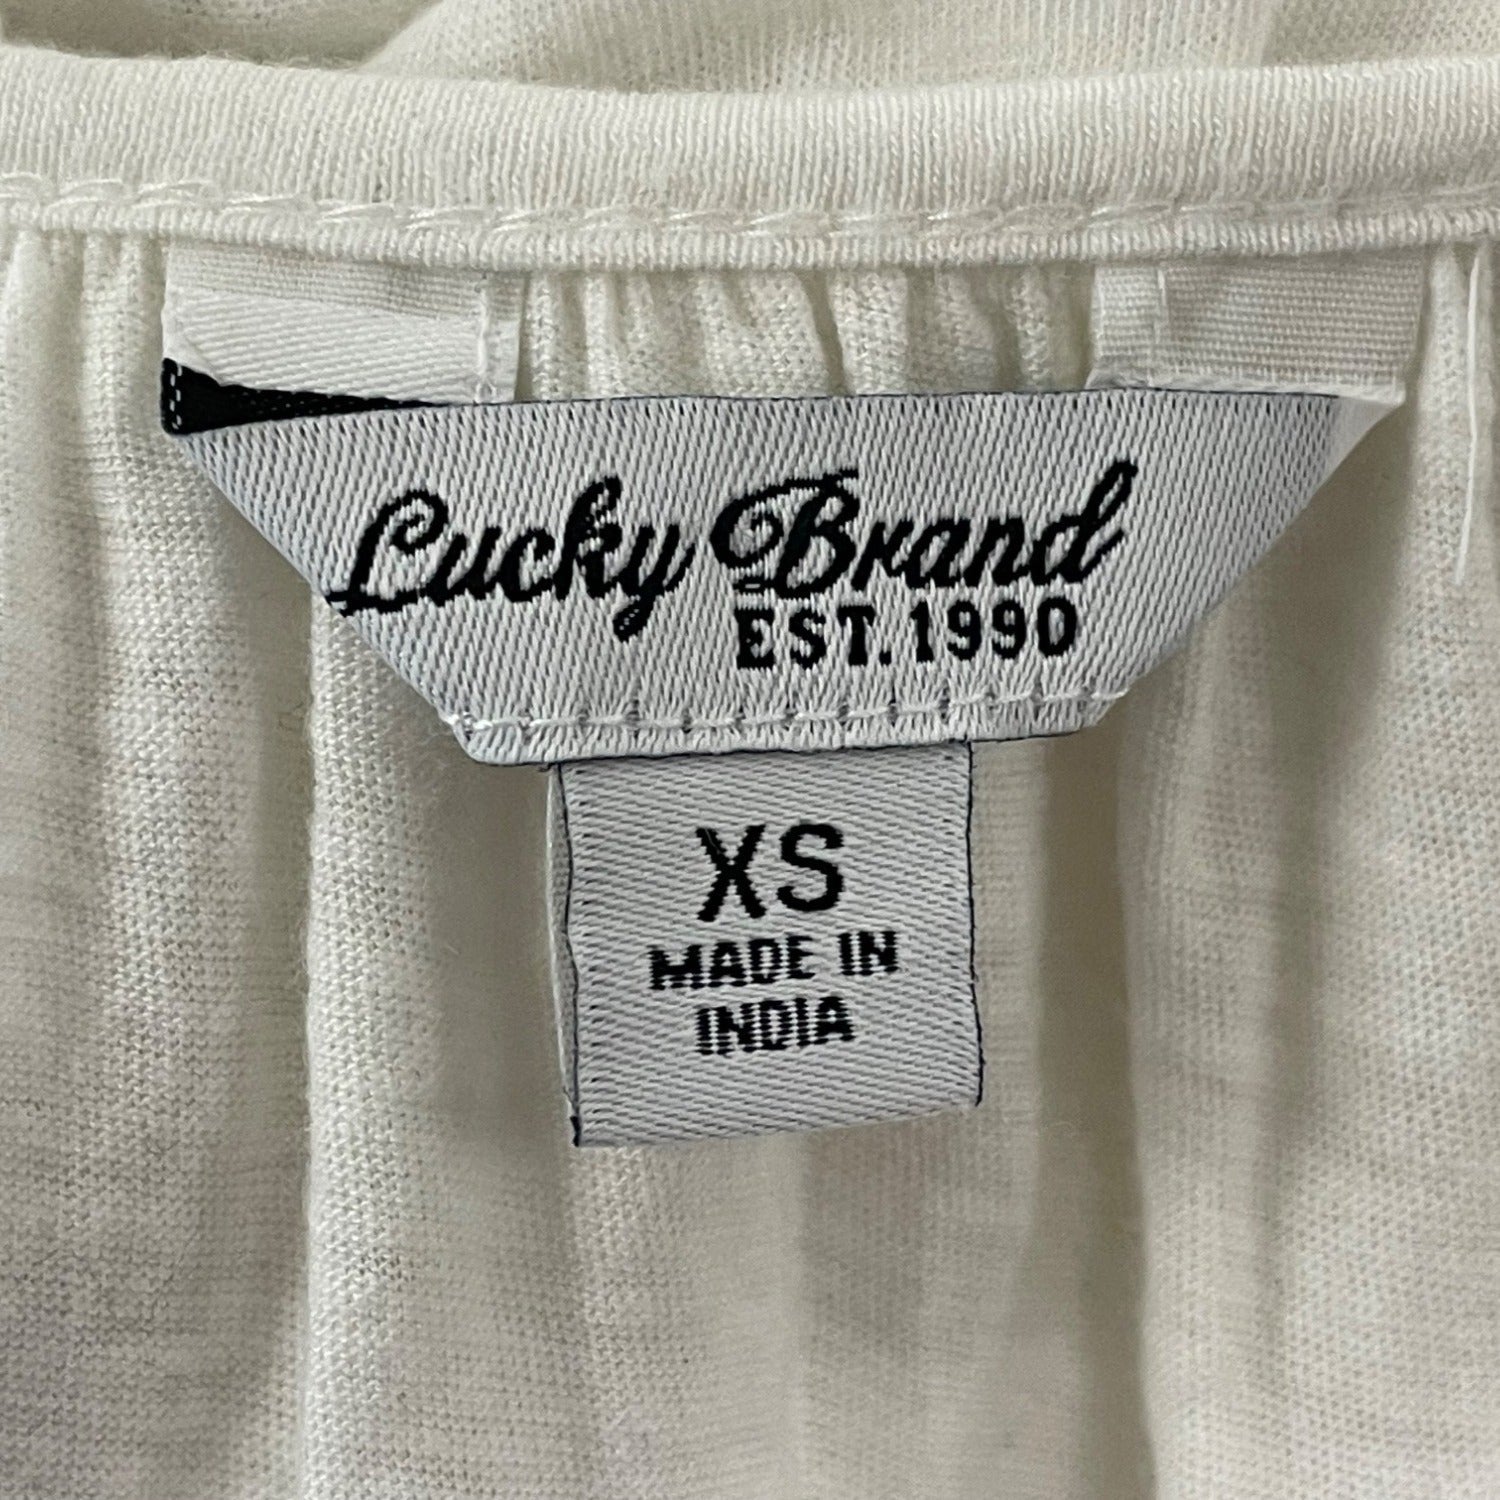 Lucky Brand
EST. 1990
XS
MADE IN
INDIA